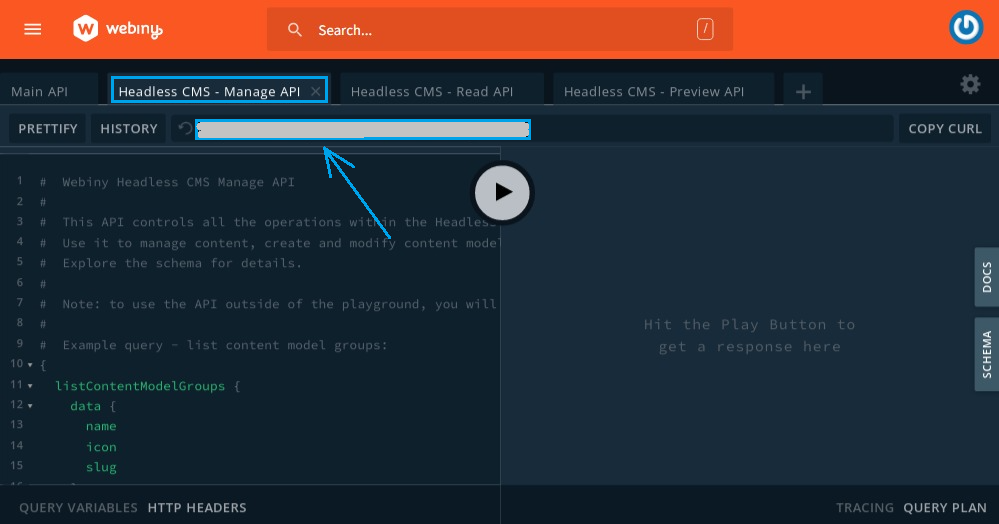 webiny
Search...
/
Main API
Headless CMS - Manage API
Headless CMS - Read API
Headless CMS - Preview API
PRETTIFY
HISTORY
COPY CURL
1 # Webiny Headless CMS Manage API
2 #
3 # This API controls all the operations within the Headless
4 # Use it to manage content, create and modify content model
5 # Explore the schema for details.
6 #
7 # Note: to use the API outside of the playground, you will
8 #
9 # Example query - list content model groups:
10 {
11 listContentModelGroups {
12 data {
13 name
14 icon
15 slug
Hit the Play Button to
get a response here
DOCS
SCHEMA
QUERY VARIABLES
HTTP HEADERS
TRACING
QUERY PLAN